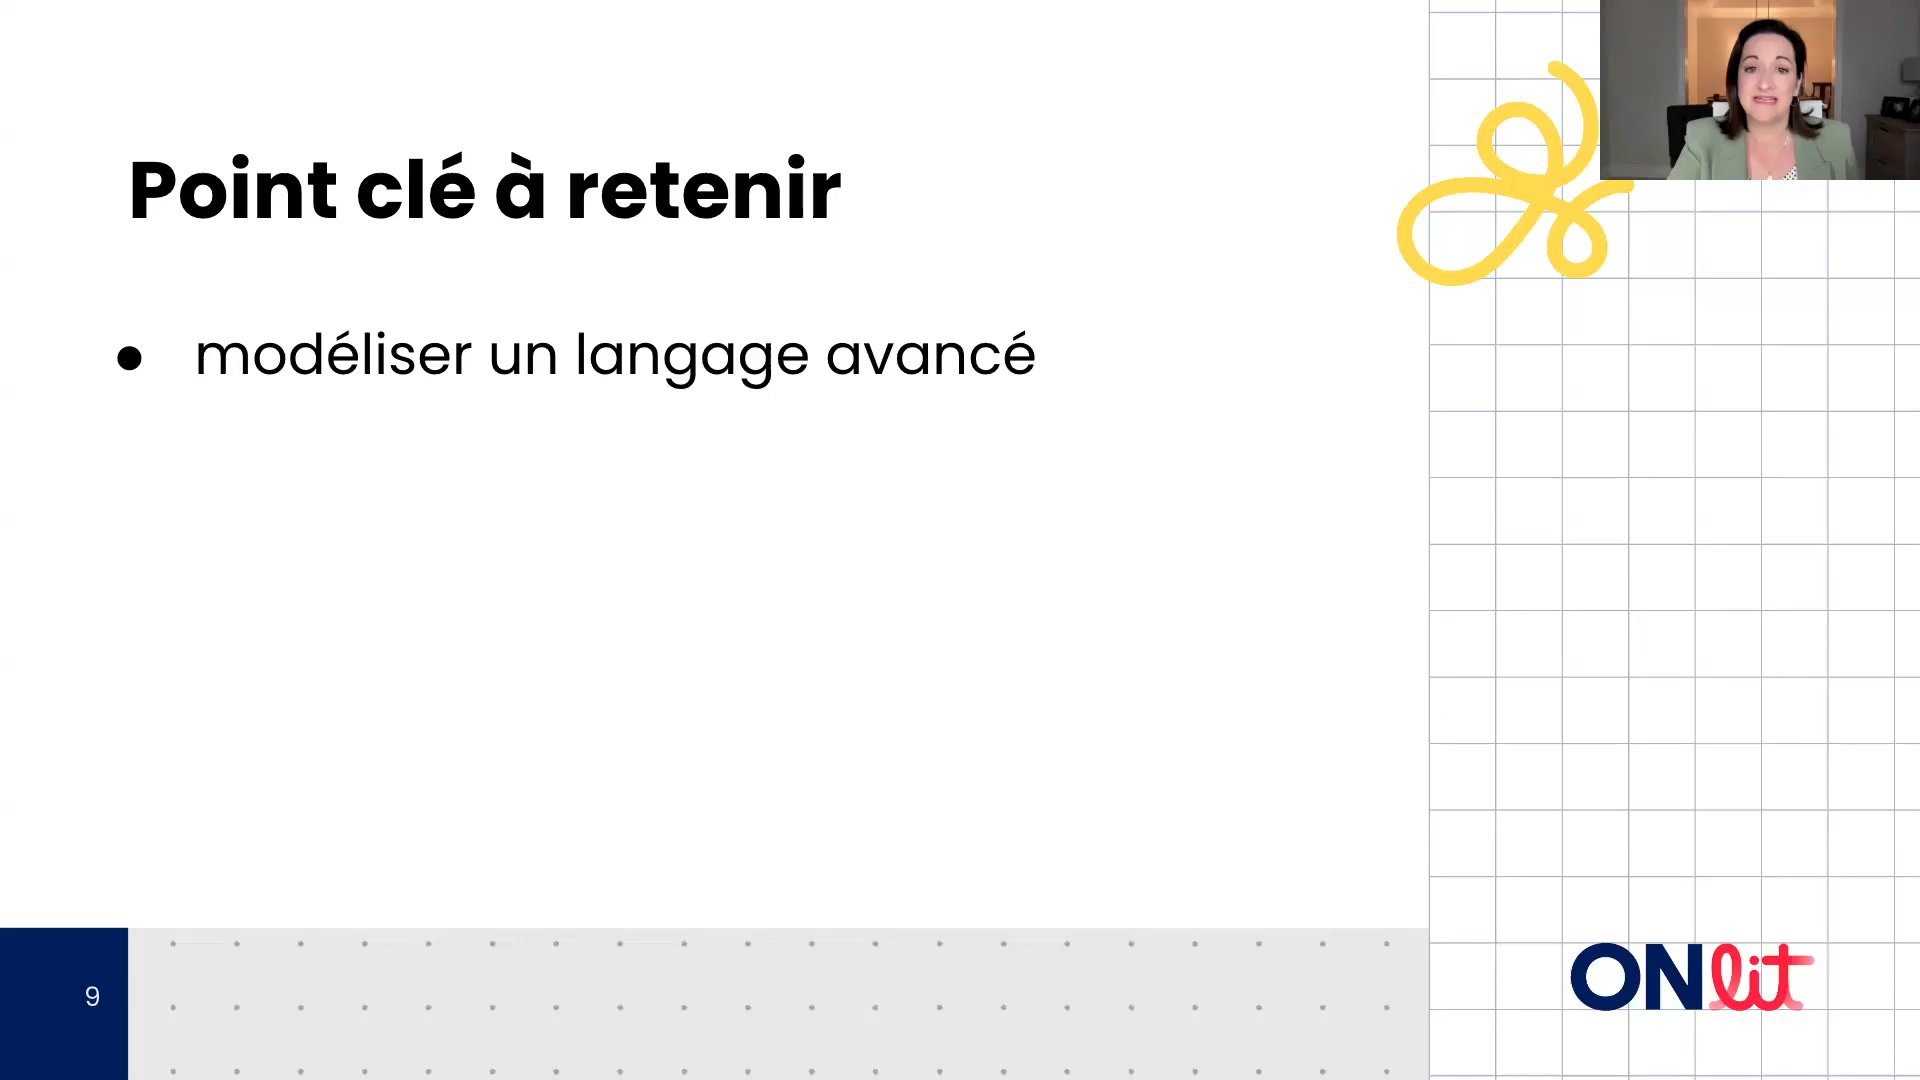 Point clé à retenir
● modéliser un langage avancé
9
ONlit